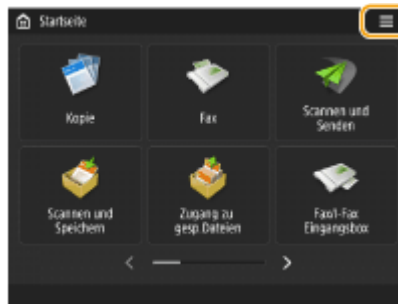 Startseite
Kopie
Fax
Scannen und
Senden
Scannen und
Speichern
Zugang zu
gesp.Dateien
Fax/I-Fax
Eingangsbox